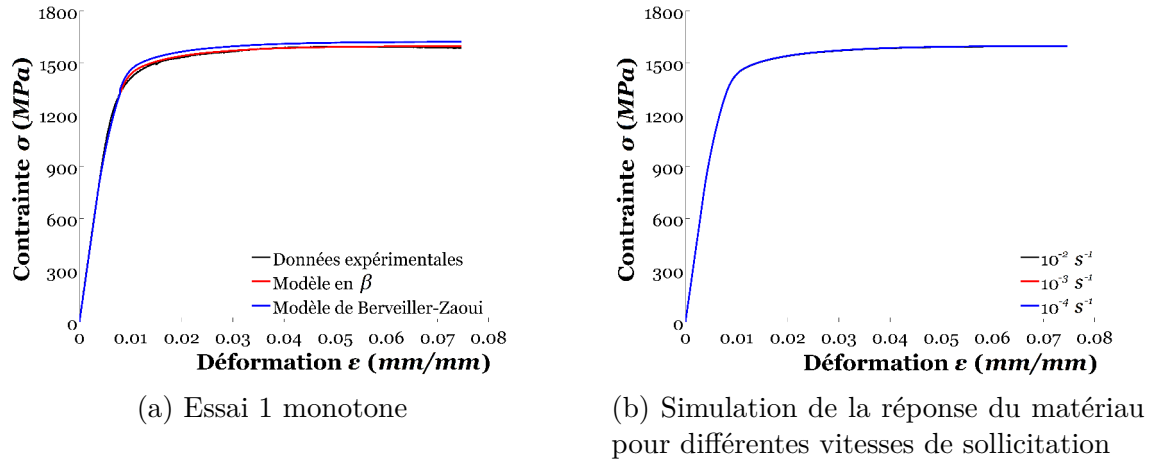 1800
1500
1200
900
600
300
0
Contrainte σ (MPa)
Données expérimentales
Modèle en β
Modèle de Berveiller-Zaoui
0 0.01 0.02 0.03 0.04 0.05 0.06 0.07 0.08
Déformation ε (mm/mm)
(a) Essai 1 monotone
1800
1500
1200
900
600
300
0
Contrainte σ (MPa)
10⁻² s⁻¹
10⁻³ s⁻¹
10⁻⁴ s⁻¹
0 0.01 0.02 0.03 0.04 0.05 0.06 0.07 0.08
Déformation ε (mm/mm)
(b) Simulation de la réponse du matériau
pour différentes vitesses de sollicitation